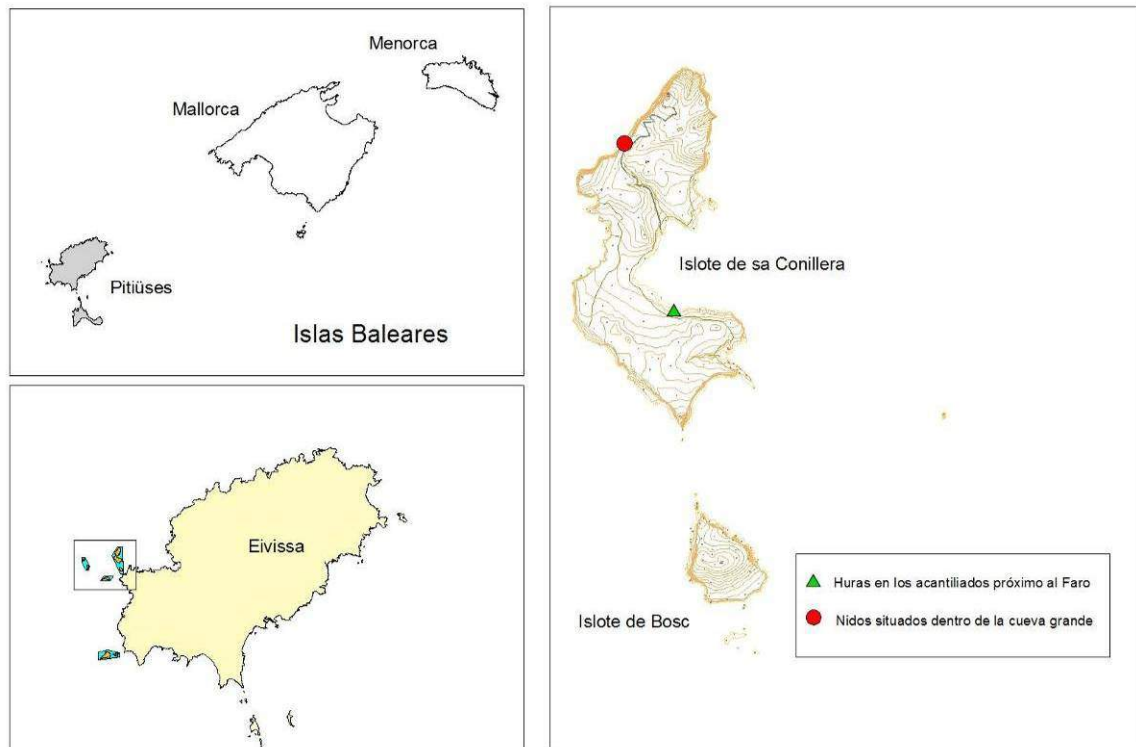 Menorca
Mallorca
Pitiüses
Islas Baleares
Eivissa
Islote de sa Conillera
Islote de Bosc
Huras en los acantiliados próximo al Faro
Nidos situados dentro de la cueva grande